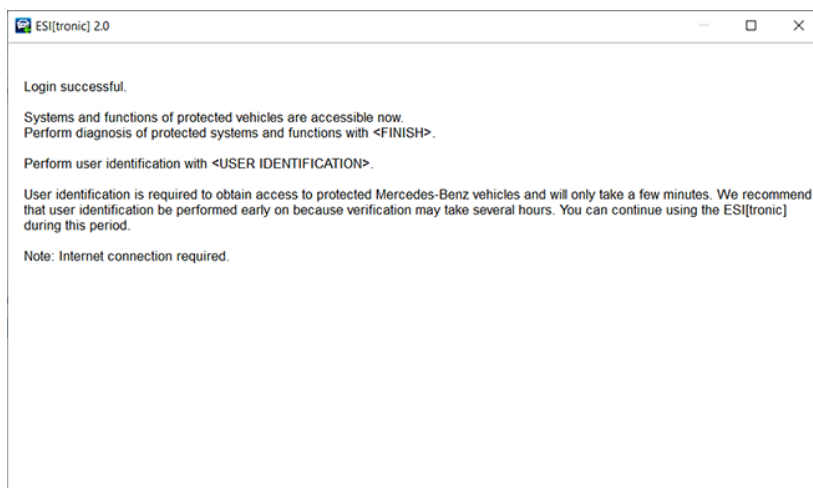 ESI[tronic] 2.0
Login successful.
Systems and functions of protected vehicles are accessible now.
Perform diagnosis of protected systems and functions with <FINISH>.
Perform user identification with <USER IDENTIFICATION>.
User identification is required to obtain access to protected Mercedes-Benz vehicles and will only take a few minutes. We recommend
that user identification be performed early on because verification may take several hours. You can continue using the ESI[tronic]
during this period.
Note: Internet connection required.